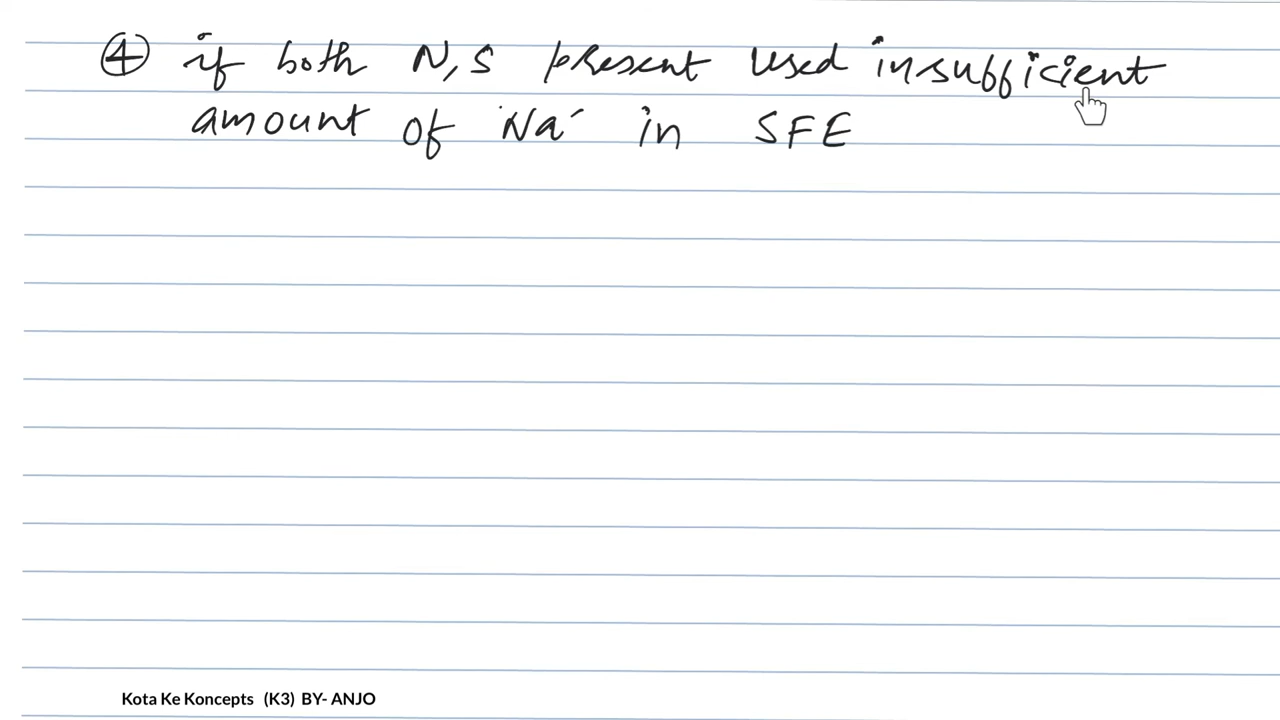 ④ if both N,S present used insufficient
amount of Na in SFE
Kota Ke Koncepts (K3) BY- ANJO